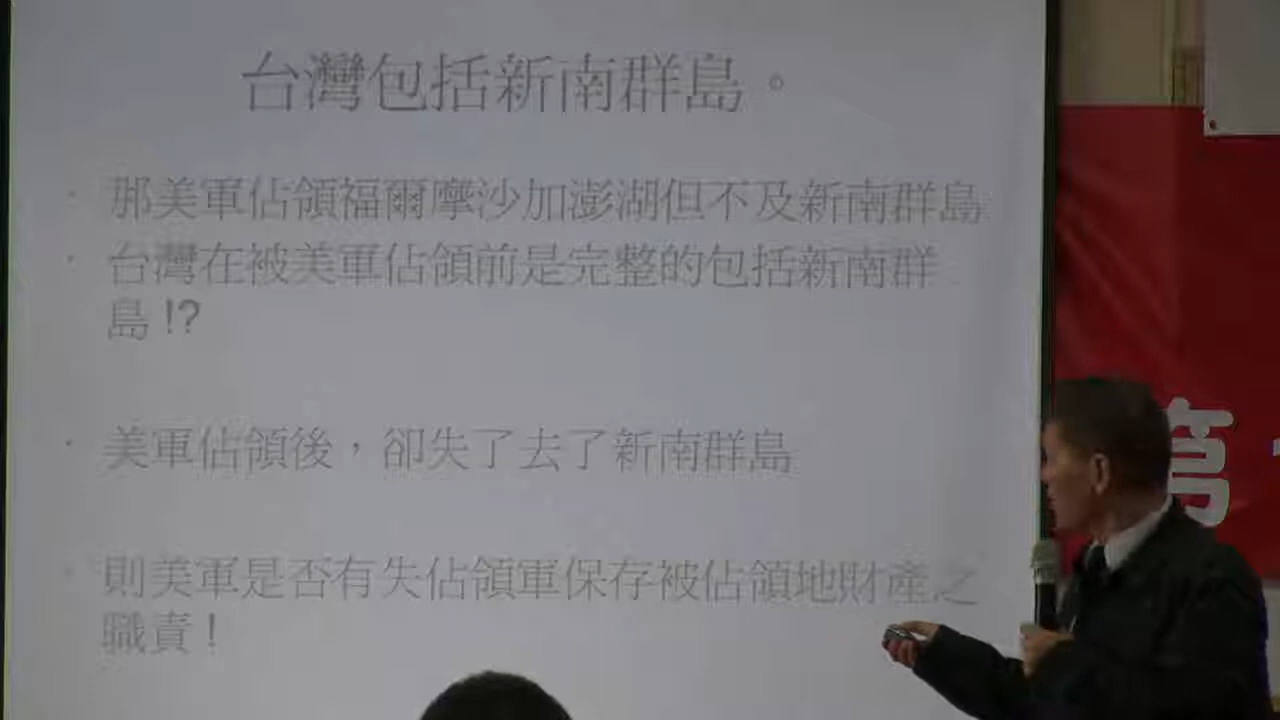 台灣包括新南群島。
· 那美軍佔領福爾摩沙加澎湖但不及新南群島
· 台灣在被美軍佔領前是完整的包括新南群
島!?
· 美軍佔領後,卻失了去了新南群島
· 則美軍是否有失佔領軍保存被佔領地財產之
職責!